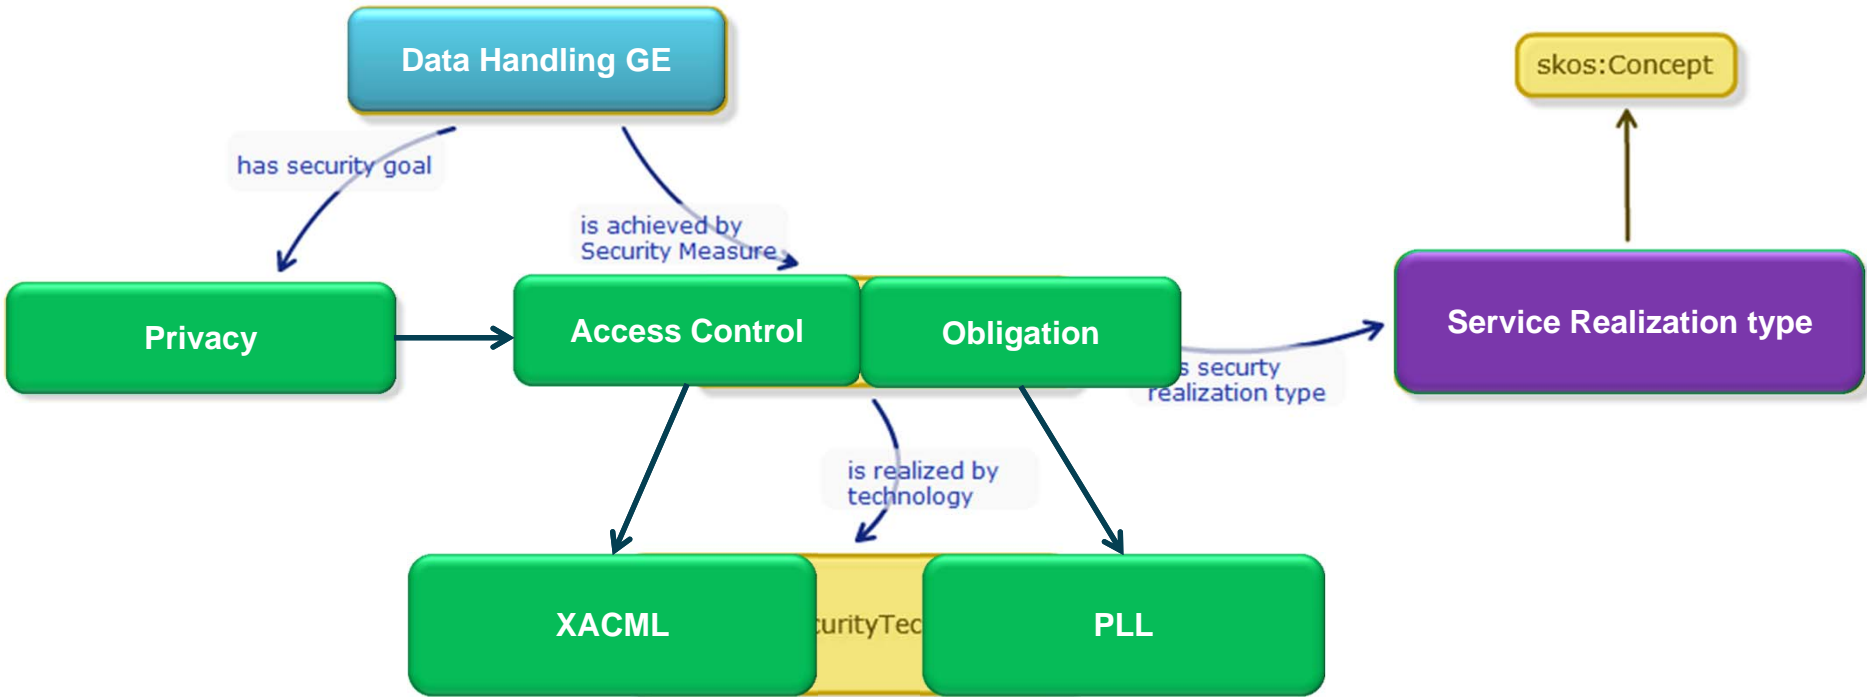 Data Handling GE
skos:Concept
has security goal
is achieved by
Security Measure
Privacy
Access Control
Obligation
Service Realization type
s securty
realization type
is realized by
technology
XACML
curityTec
PLL